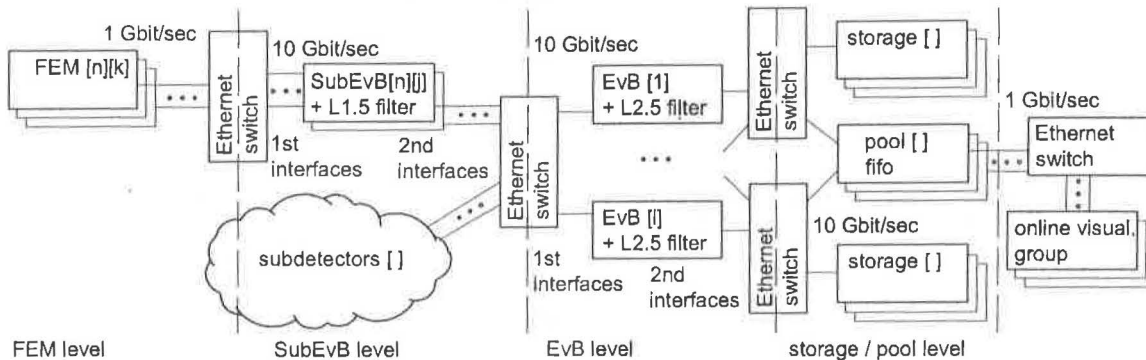 1 Gbit/sec
FEM [n][k]
Ethernet
switch
10 Gbit/sec
SubEvB[n][j]
+ L1.5 filter
1st
interfaces
2nd
interfaces
subdetectors [ ]
Ethernet
switch
10 Gbit/sec
EvB [1]
+ L2.5 filter
EvB [i]
+ L2.5 filter
1st
Interfaces
2nd
interfaces
Ethernet
switch
Ethernet
switch
storage [ ]
pool [ ]
fifo
10 Gbit/sec
storage [ ]
1 Gbit/sec
Ethernet
switch
online visual,
group
FEM level
SubEvB level
EvB level
storage / pool level